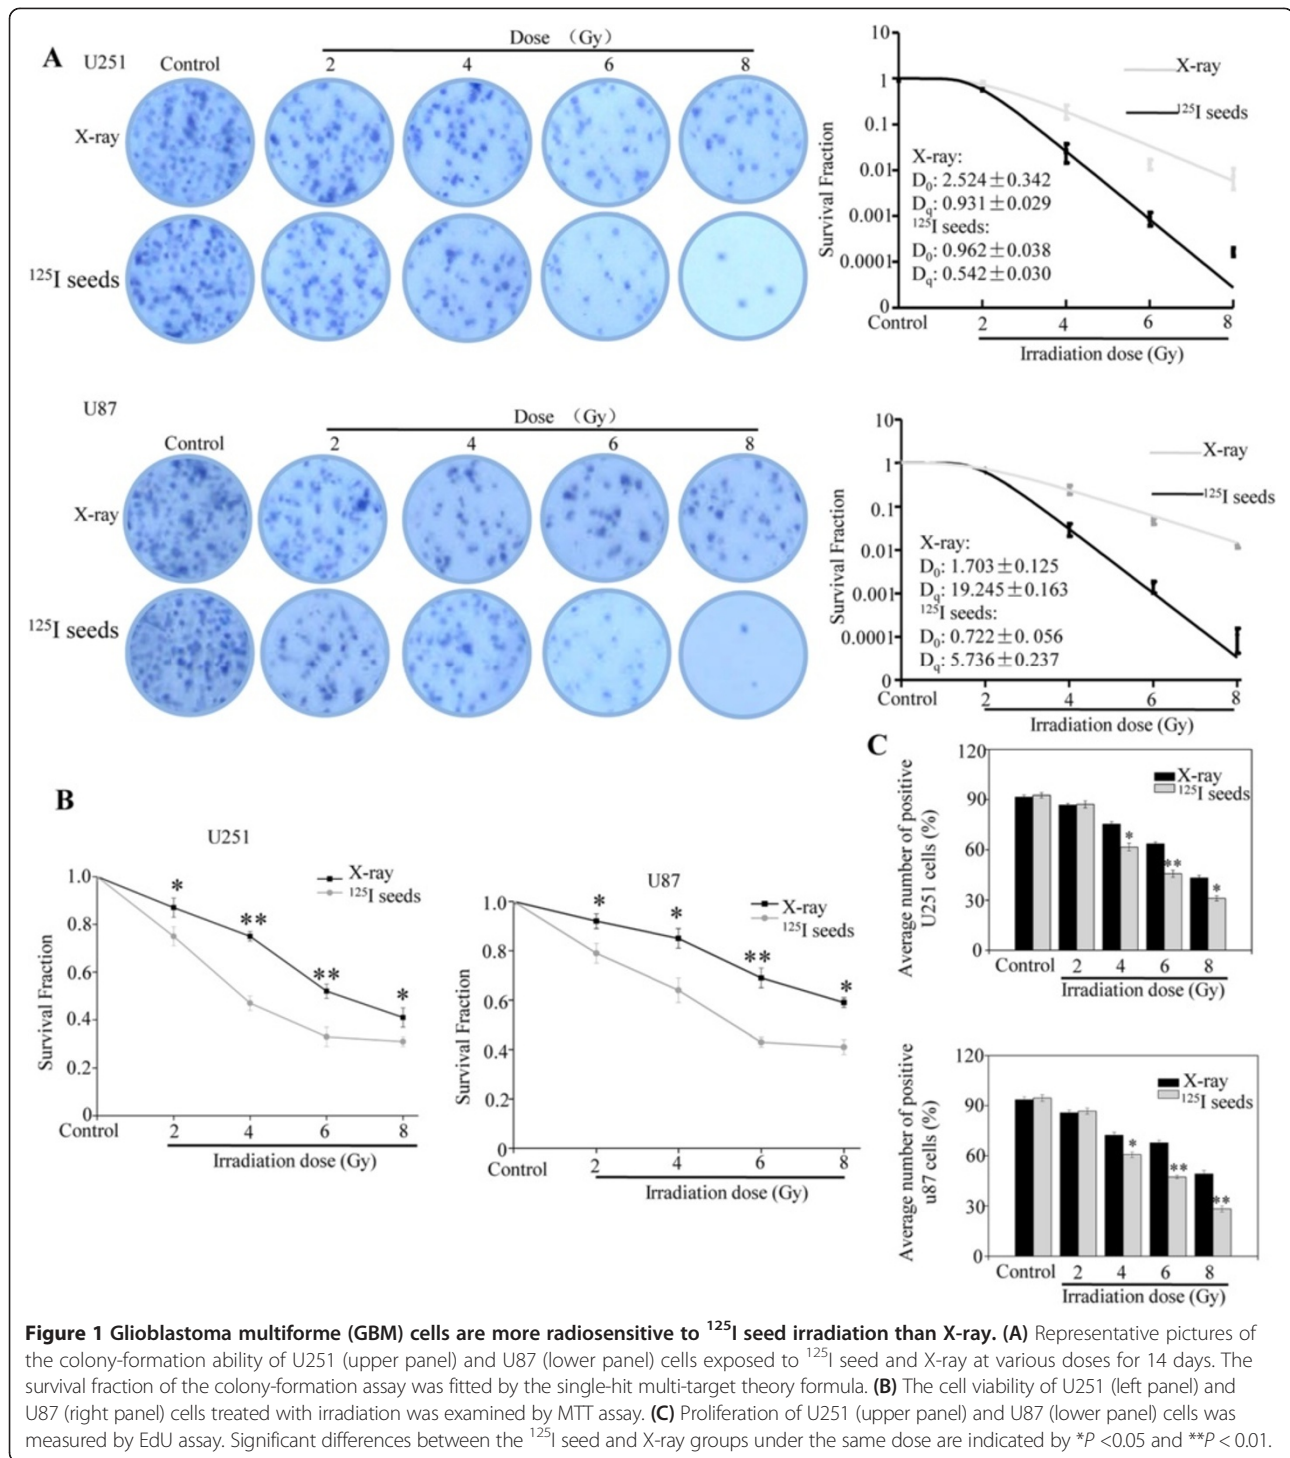 A
U251
Control
Dose （Gy）
2 4 6 8
X-ray
¹²⁵I seeds
10
1
0.1
0.01
0.001
0.0001
0
Survival Fraction
X-ray
¹²⁵I seeds
X-ray:
D₀: 2.524±0.342
D_q: 0.931±0.029
¹²⁵I seeds:
D₀: 0.962±0.038
D_q: 0.542±0.030
Control 2 4 6 8
Irradiation dose (Gy)
U87
Control
Dose （Gy）
2 4 6 8
X-ray
¹²⁵I seeds
10
1
0.1
0.01
0.001
0.0001
0
Survival Fraction
X-ray
¹²⁵I seeds
X-ray:
D₀: 1.703±0.125
D_q: 19.245±0.163
¹²⁵I seeds:
D₀: 0.722±0.056
D_q: 5.736±0.237
Control 2 4 6 8
Irradiation dose (Gy)
B
U251
X-ray
¹²⁵I seeds
1.0
0.8
0.6
0.4
0.2
0
Survival Fraction
* ** ** *
Control 2 4 6 8
Irradiation dose (Gy)
U87
X-ray
¹²⁵I seeds
1.0
0.8
0.6
0.4
0.2
0
Survival Fraction
* * ** *
Control 2 4 6 8
Irradiation dose (Gy)
C
120
90
60
30
0
Average number of positive
U251 cells (%)
X-ray
¹²⁵I seeds
* ** *
Control 2 4 6 8
Irradiation dose (Gy)
120
90
60
30
0
Average number of positive
u87 cells (%)
X-ray
¹²⁵I seeds
* ** **
Control 2 4 6 8
Irradiation dose (Gy)
Figure 1 Glioblastoma multiforme (GBM) cells are more radiosensitive to ¹²⁵I seed irradiation than X-ray. (A) Representative pictures of
the colony-formation ability of U251 (upper panel) and U87 (lower panel) cells exposed to ¹²⁵I seed and X-ray at various doses for 14 days. The
survival fraction of the colony-formation assay was fitted by the single-hit multi-target theory formula. (B) The cell viability of U251 (left panel) and
U87 (right panel) cells treated with irradiation was examined by MTT assay. (C) Proliferation of U251 (upper panel) and U87 (lower panel) cells was
measured by EdU assay. Significant differences between the ¹²⁵I seed and X-ray groups under the same dose are indicated by *P <0.05 and **P < 0.01.